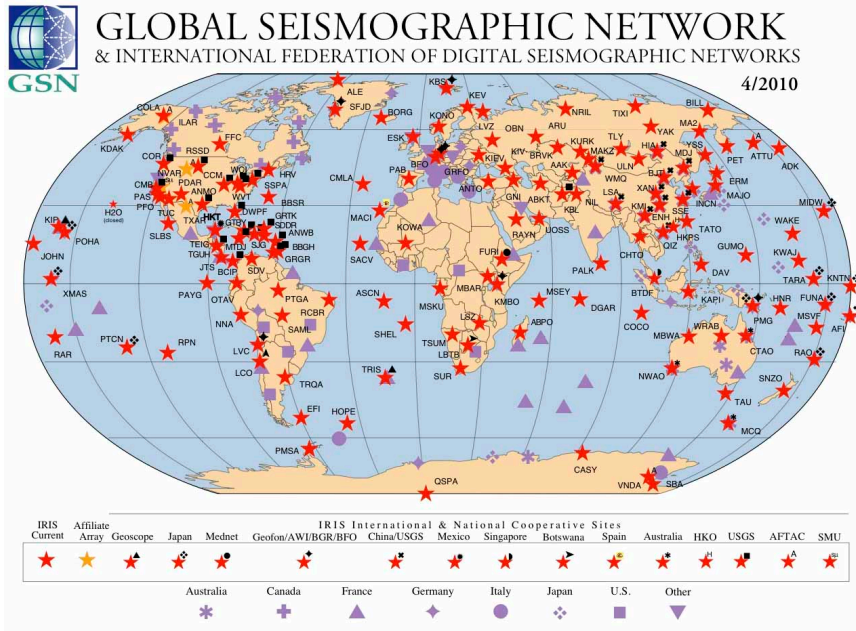 GSN
GLOBAL SEISMOGRAPHIC NETWORK
& INTERNATIONAL FEDERATION OF DIGITAL SEISMOGRAPHIC NETWORKS
4/2010
ALE
KBS
SFJD
BORG
KEV
KONO
LVZ
NRIL
TIXI
BILL
COLA
A
ILAR
KDAK
FFC
ESK
OBN
ARU
KURK
TLY
YAK
MA2
HIA
MDJ
YSS
PET
A
ATTU
ADK
COR
RSSD
NVAR
CCM
WCI
HRV
SSPA
BFO
GRFO
KIEV
KIV
BRVK
AAK
MAKZ
ULN
BJT
ERM
MAJO
INCN
CMB
PDAR
PAS
ANMO
WVT
PFO
TUC
TXAR
A
BBSR
CMLA
PAB
ANTO
GNI
ABKT
WMQ
XAN
LSA
KBL
NIL
KMI
ENH
SSE
MIDW
KIP
H2O
(closed)
HKT
DWPF
GRTK
GTBY
SDDR
ANWB
MACI
RAYN
UOSS
H
TATO
QIZ
HKPS
WAKE
POHA
SLBS
TEIG
MTDJ
SJG
BBGH
TGUH
GRGR
SACV
KOWA
FURI
PALK
CHTO
GUMO
KWAJ
JOHN
JTS
BCIP
SDV
DAV
TARA
KNTN
XMAS
PAYG
OTAV
PTGA
RCBR
ASCN
MSKU
MBAR
KMBO
MSEY
DGAR
BTDF
KAPI
HNR
FUNA
COCO
PMG
MSVF
AFI
NNA
SAML
SHEL
LSZ
ABPO
MBWA
WRAB
CTAO
RAR
PTCN
RPN
LVC
TSUM
LBTB
RAO
LCO
TRQA
TRIS
SUR
NWAO
SNZO
TAU
EFI
HOPE
MCQ
PMSA
CASY
A
QSPA
VNDA
SBA
IRIS International & National Cooperative Sites
IRIS Current
Affiliate Array
Geoscope
Japan
Mednet
Geofon/AWI/BGR/BFO
China/USGS
Mexico
Singapore
Botswana
Spain
Australia
HKO
USGS
AFTAC
SMU
H
A
SU
Australia
Canada
France
Germany
Italy
Japan
U.S.
Other